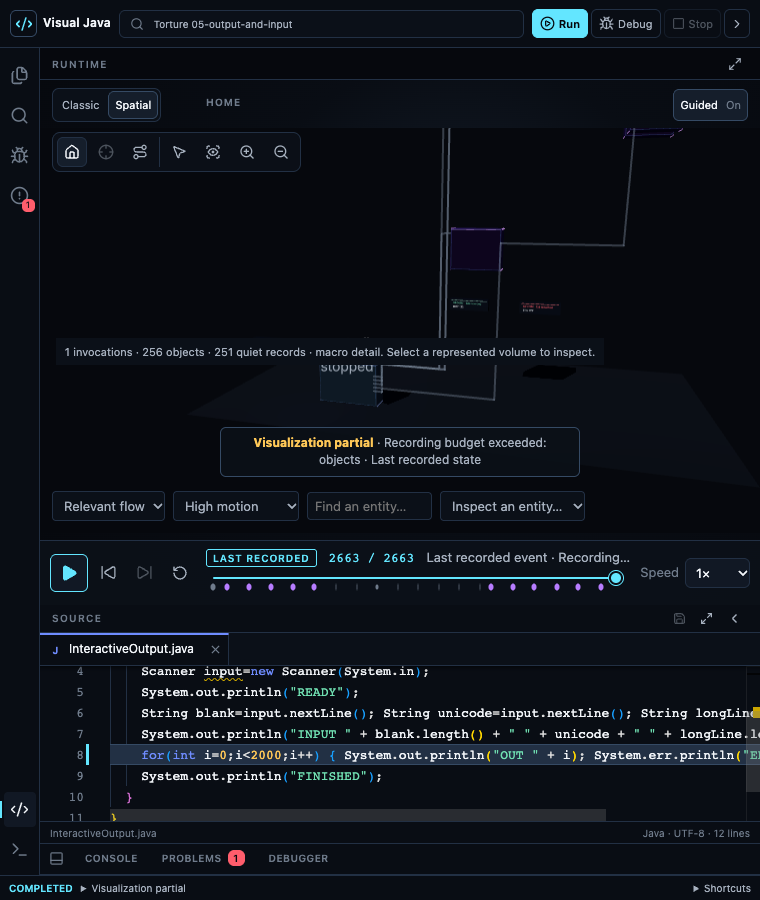 Visual Java
Torture 05-output-and-input
Run
Debug
Stop
RUNTIME
Classic
Spatial
HOME
Guided On
1 invocations · 256 objects · 251 quiet records · macro detail. Select a represented volume to inspect.
stopped
Visualization partial · Recording budget exceeded:
objects · Last recorded state
Relevant flow
High motion
Find an entity...
Inspect an entity...
LAST RECORDED
2663 / 2663
Last recorded event · Recording...
Speed
1×
SOURCE
J InteractiveOutput.java
4 Scanner input=new Scanner(System.in);
5 System.out.println("READY");
6 String blank=input.nextLine(); String unicode=input.nextLine(); String longLine
7 System.out.println("INPUT " + blank.length() + " " + unicode + " " + longLine.le
8 for(int i=0;i<2000;i++) { System.out.println("OUT " + i); System.err.println("E
9 System.out.println("FINISHED");
10 }
11 }
InteractiveOutput.java
Java · UTF-8 · 12 lines
CONSOLE
PROBLEMS 1
DEBUGGER
1
COMPLETED
Visualization partial
Shortcuts